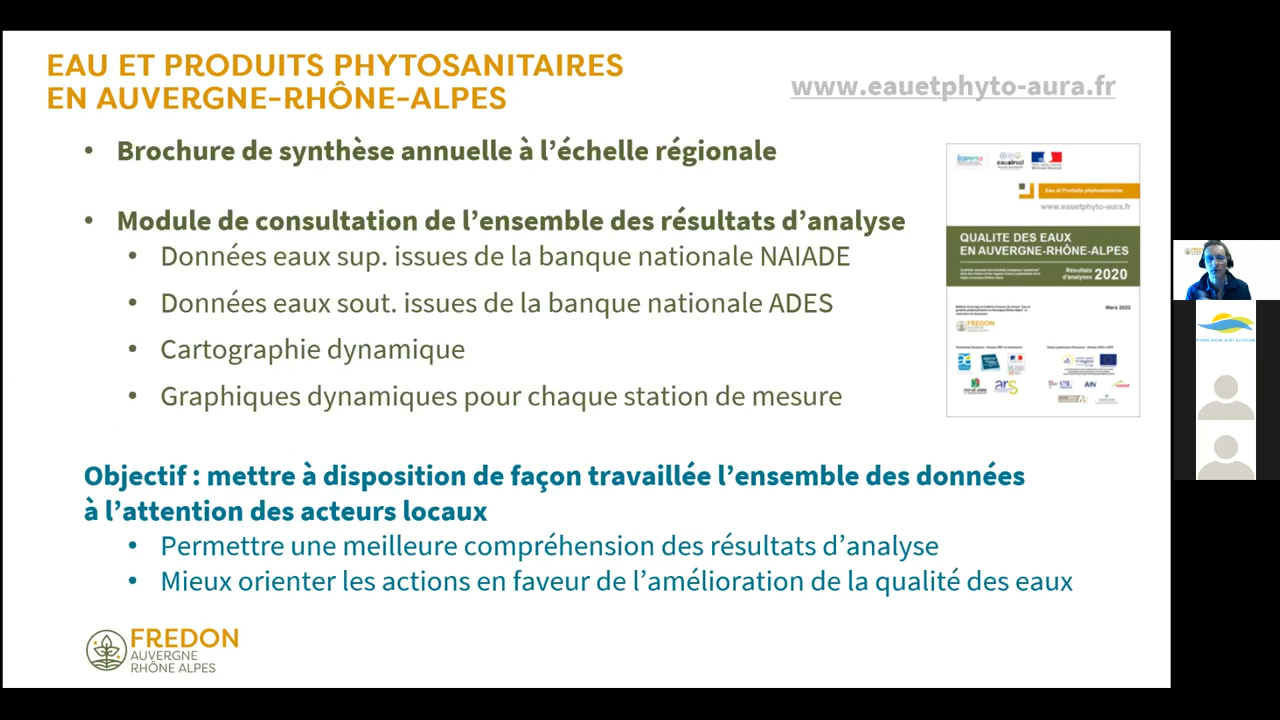 EAU ET PRODUITS PHYTOSANITAIRES
EN AUVERGNE-RHÔNE-ALPES
www.eauetphyto-aura.fr
• Brochure de synthèse annuelle à l'échelle régionale
• Module de consultation de l'ensemble des résultats d'analyse
• Données eaux sup. issues de la banque nationale NAIADE
• Données eaux sout. issues de la banque nationale ADES
• Cartographie dynamique
• Graphiques dynamiques pour chaque station de mesure
ECOPHYTO
eauairsol
Eau et Produits phytosanitaires
www.eauetphyto-aura.fr
QUALITE DES EAUX
EN AUVERGNE-RHÔNE-ALPES
Résultats
d'analyses 2020
Mars 2022
FREDON
ars
AIN
Objectif : mettre à disposition de façon travaillée l'ensemble des données
à l'attention des acteurs locaux
• Permettre une meilleure compréhension des résultats d'analyse
• Mieux orienter les actions en faveur de l'amélioration de la qualité des eaux
FREDON
AUVERGNE
RHÔNE ALPES